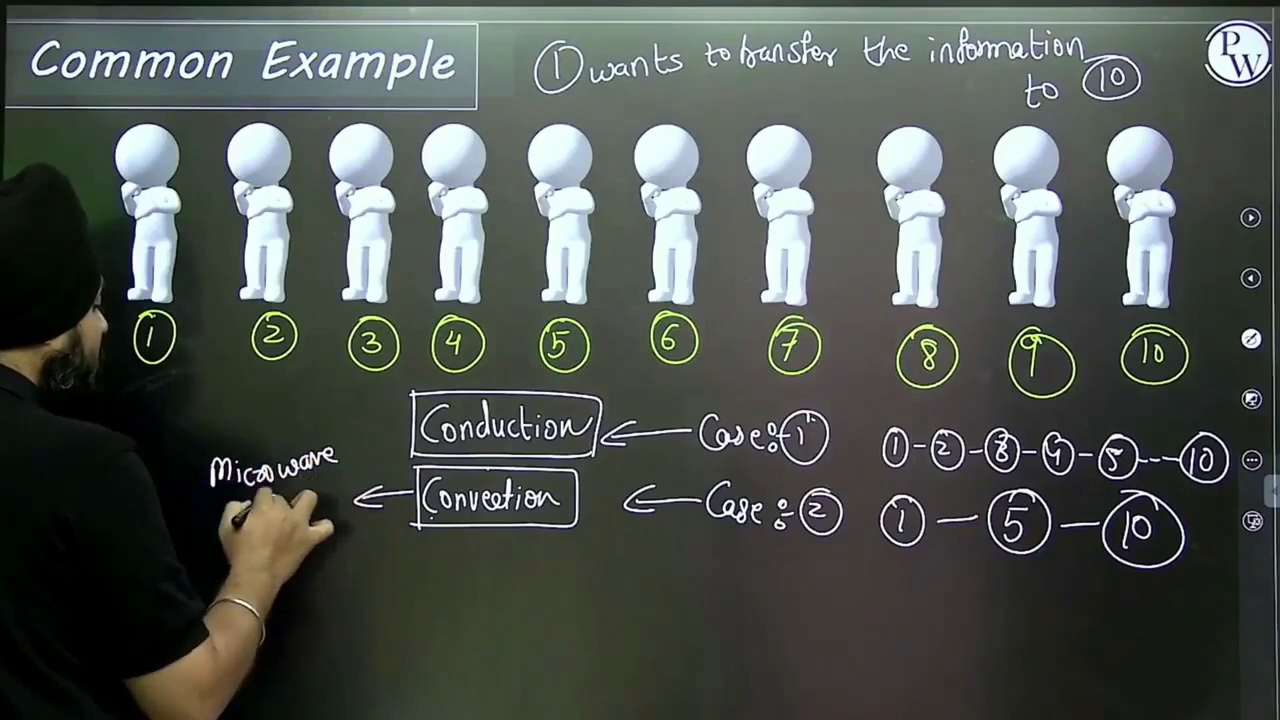 Common Example
① wants to transfer the information
to ⑩
PW
① ② ③ ④ ⑤ ⑥ ⑦ ⑧ ⑨ ⑩
Conduction ← Case:-① ①-②-③-④-⑤---⑩
Microwave
← Convection ← Case:-② ①-⑤-⑩